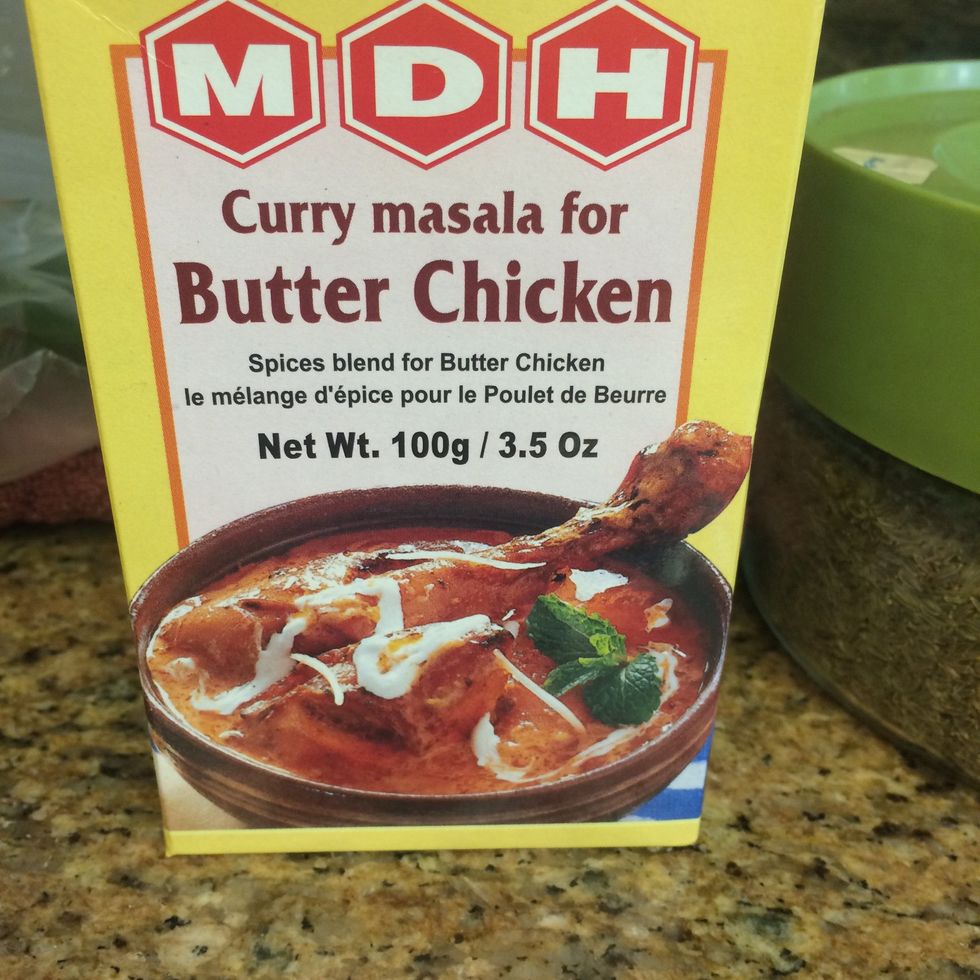 MDH
Curry masala for
Butter Chicken
Spices blend for Butter Chicken
le mélange d'épice pour le Poulet de Beurre
Net Wt. 100g / 3.5 Oz